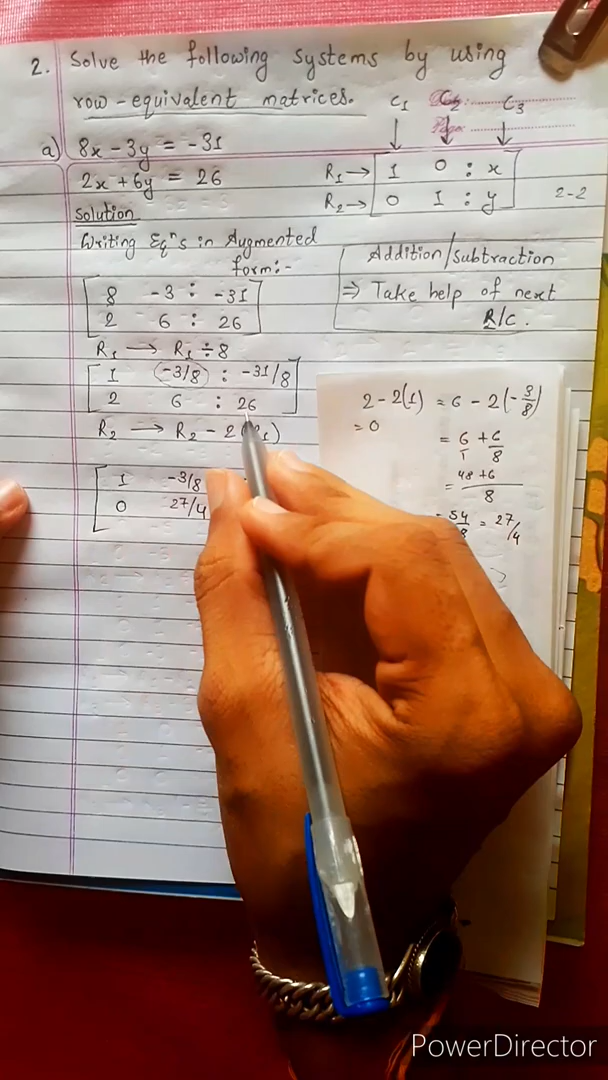 2. Solve the following systems by using
row-equivalent matrices.
C1 C2 C3
a) 8x - 3y = -31
2x + 6y = 26
R1 → [ 1 0 : x ]
R2 → [ 0 1 : y ]
2-2
Solution
Writing Eqⁿs in Augmented
form:-
Addition/Subtraction
⇒ Take help of next
R/C.
[ 8 -3 : -31 ]
[ 2 6 : 26 ]
R1 → R1 ÷ 8
[ 1 -3/8 : -31/8 ]
[ 2 6 : 26 ]
R2 → R2 - 2(R1)
[ 1 -3/8
[ 0 27/4
2 - 2(1) = 6 - 2(-3/8)
= 0
= 6/1 + 6/8
= 48+6/8
= 54/8 = 27/4
PowerDirector